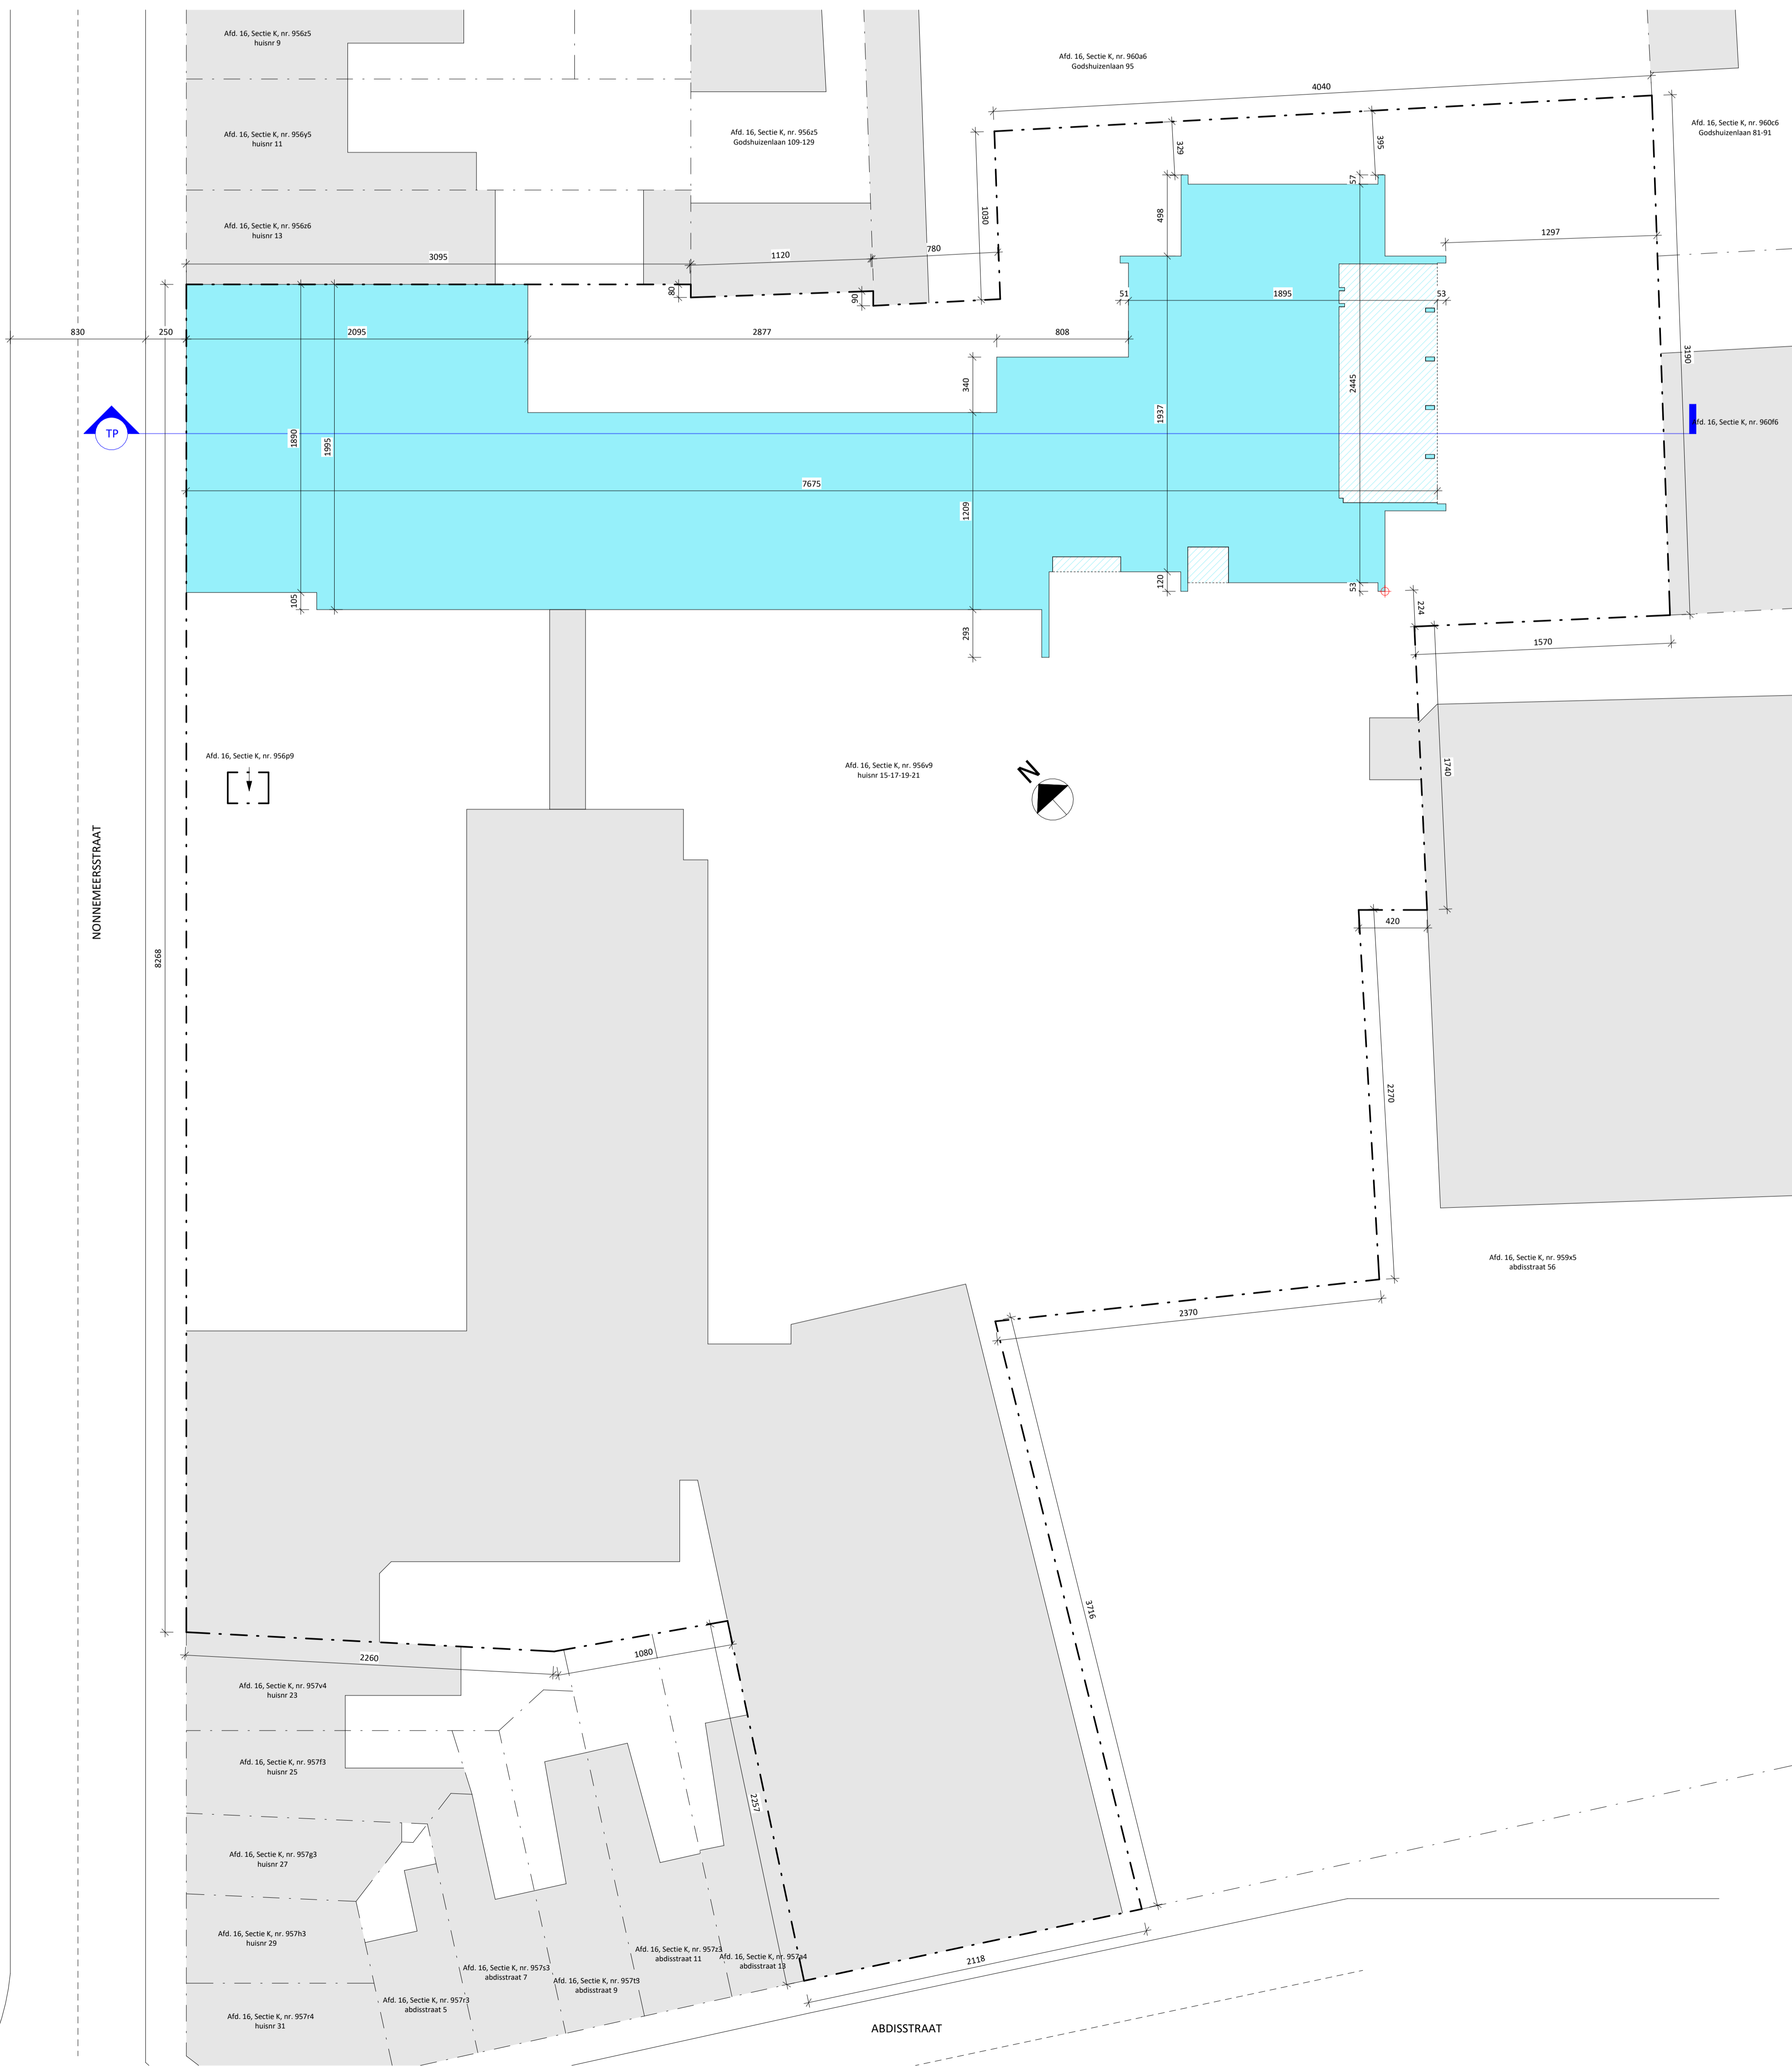 Afd. 16, Sectie K, nr. 956z5
huisnr 9
Afd. 16, Sectie K, nr. 960a6
Godshuizenlaan 95
4040
Afd. 16, Sectie K, nr. 956y5
huisnr 11
Afd. 16, Sectie K, nr. 956z5
Godshuizenlaan 109-129
Afd. 16, Sectie K, nr. 960c6
Godshuizenlaan 81-91
329
395
57
498
1030
Afd. 16, Sectie K, nr. 956z6
huisnr 13
3095
1120
780
1297
80
90
51
1895
53
830
250
2095
2877
808
340
1937
2445
3190
TP
Afd. 16, Sectie K, nr. 960f6
1890
1995
7675
1209
105
120
53
293
224
1570
Afd. 16, Sectie K, nr. 956p9
Afd. 16, Sectie K, nr. 956v9
huisnr 15-17-19-21
N
1740
NONNEMEERSSTRAAT
8268
420
2270
Afd. 16, Sectie K, nr. 959x5
abdisstraat 56
2370
3716
2260
1080
Afd. 16, Sectie K, nr. 957v4
huisnr 23
Afd. 16, Sectie K, nr. 957f3
huisnr 25
2257
Afd. 16, Sectie K, nr. 957g3
huisnr 27
Afd. 16, Sectie K, nr. 957h3
huisnr 29
Afd. 16, Sectie K, nr. 957z3
abdisstraat 11
Afd. 16, Sectie K, nr. 957a4
abdisstraat 13
Afd. 16, Sectie K, nr. 957s3
abdisstraat 7
Afd. 16, Sectie K, nr. 957t3
abdisstraat 9
2118
Afd. 16, Sectie K, nr. 957r3
abdisstraat 5
Afd. 16, Sectie K, nr. 957r4
huisnr 31
ABDISSTRAAT